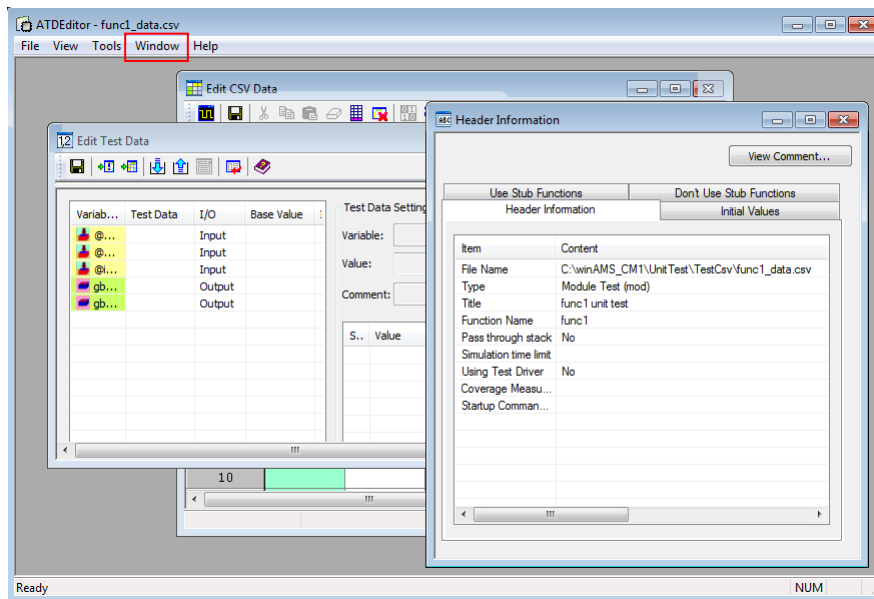 ATDEditor - func1_data.csv
File View Tools Window Help
Edit CSV Data
Edit Test Data
Variab... Test Data I/O Base Value
@... Input
@... Input
@i... Input
gb... Output
gb... Output
Test Data Setting
Variable:
Value:
Comment:
S.. Value
10
Header Information
View Comment...
Use Stub Functions Don't Use Stub Functions
Header Information Initial Values
Item Content
File Name C:\winAMS_CM1\UnitTest\TestCsv\func1_data.csv
Type Module Test (mod)
Title func1 unit test
Function Name func1
Pass through stack No
Simulation time limit
Using Test Driver No
Coverage Measu...
Startup Comman...
Ready NUM